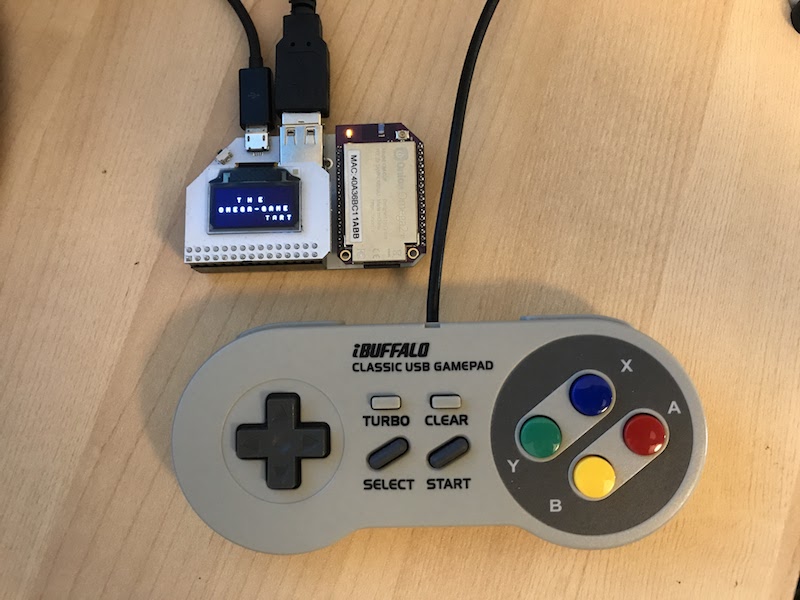 THE
OMEGA-GAME
TART
MAC:40A36BC11ABB
iBUFFALO
CLASSIC USB GAMEPAD
X
A
TURBO CLEAR
Y
SELECT START
B